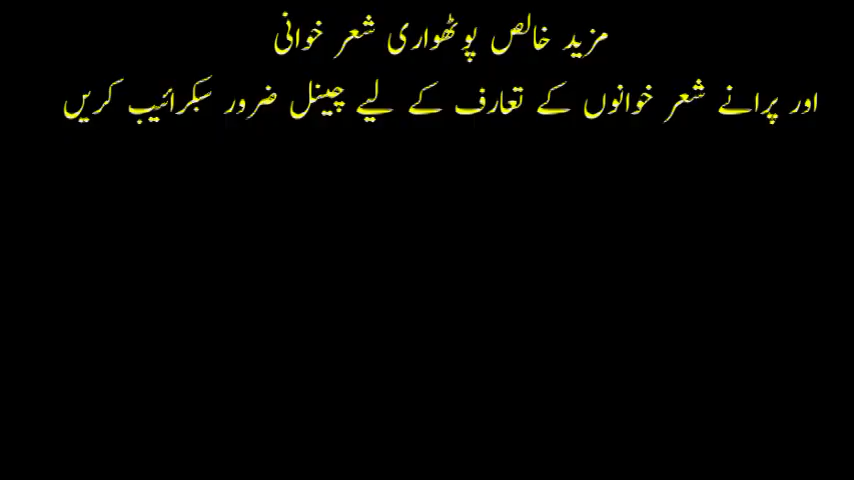 مزید خالص پوٹھواری شعر خوانی
اور پرانے شعر خوانوں کے تعارف کے لیے چینل ضرور سبکرائیب کریں